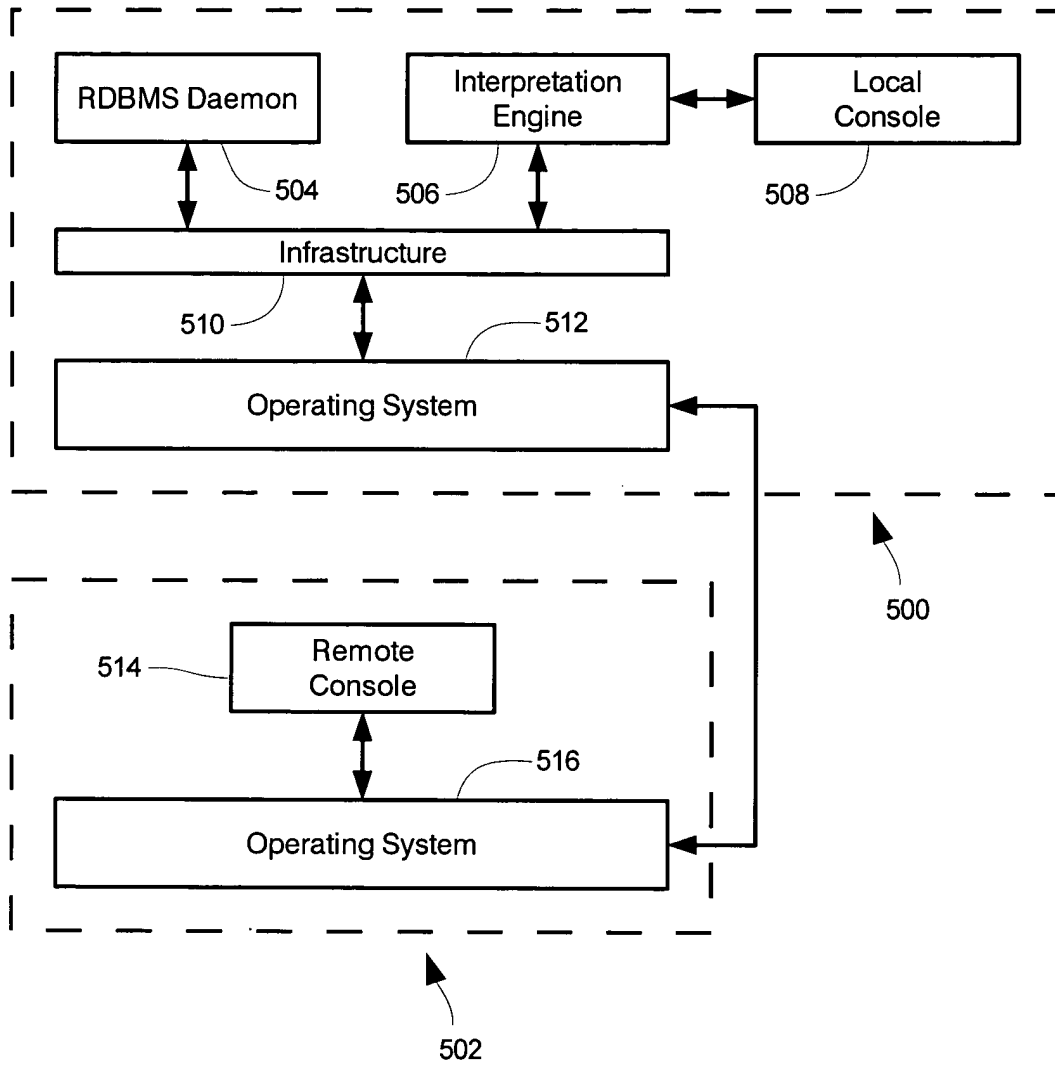 RDBMS Daemon
Interpretation
Engine
Local
Console
504
506
508
Infrastructure
510
512
Operating System
500
514
Remote
Console
516
Operating System
502